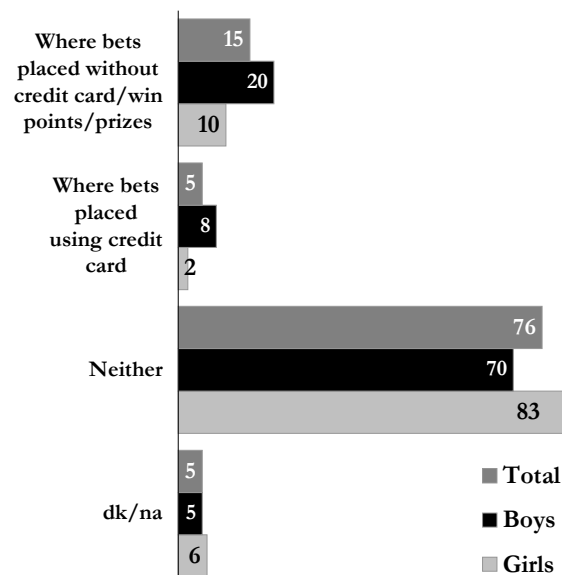 Where bets
placed without
credit card/win
points/prizes
15
20
10
Where bets
placed
using credit
card
5
8
2
Neither
76
70
83
dk/na
5
5
6
Total
Boys
Girls